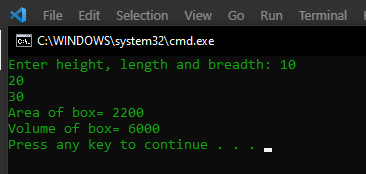 File Edit Selection View Go Run Terminal
C:\WINDOWS\system32\cmd.exe
Enter height, length and breadth: 10
20
30
Area of box= 2200
Volume of box= 6000
Press any key to continue . . .